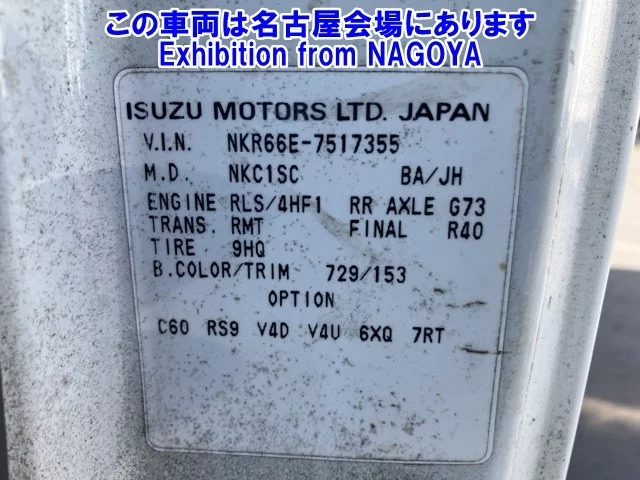 この車両は名古屋会場にあります
Exhibition from NAGOYA
ISUZU MOTORS LTD. JAPAN
V.I.N. NKR66E-7517355
M.D. NKC1SC BA/JH
ENGINE RLS/4HF1 RR AXLE G73
TRANS. RMT FINAL R40
TIRE 9HQ
B.COLOR/TRIM 729/153
OPTION
C60 RS9 V4D V4U 6XQ 7RT